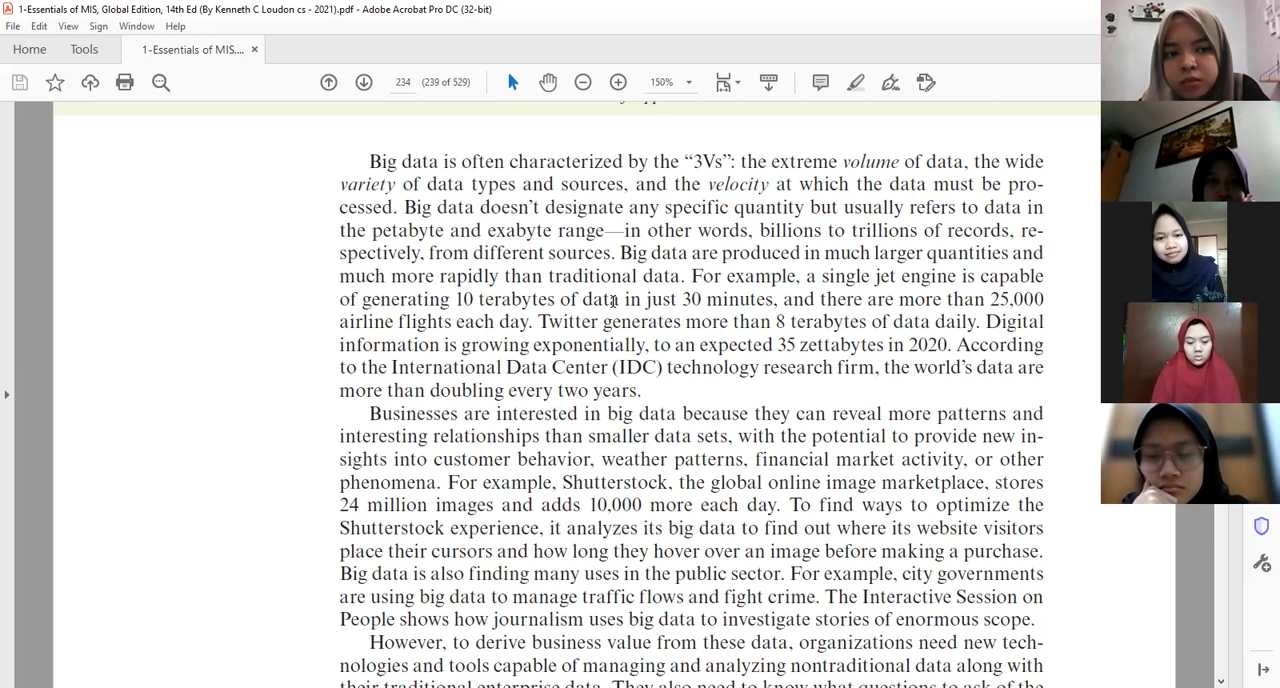 1-Essentials of MIS, Global Edition, 14th Ed (By Kenneth C Loudon cs - 2021).pdf - Adobe Acrobat Pro DC (32-bit)
File Edit View Sign Window Help
Home Tools 1-Essentials of MIS,... ×
234 (239 of 529) 150%
Big data is often characterized by the “3Vs”: the extreme volume of data, the wide
variety of data types and sources, and the velocity at which the data must be pro-
cessed. Big data doesn’t designate any specific quantity but usually refers to data in
the petabyte and exabyte range—in other words, billions to trillions of records, re-
spectively, from different sources. Big data are produced in much larger quantities and
much more rapidly than traditional data. For example, a single jet engine is capable
of generating 10 terabytes of data in just 30 minutes, and there are more than 25,000
airline flights each day. Twitter generates more than 8 terabytes of data daily. Digital
information is growing exponentially, to an expected 35 zettabytes in 2020. According
to the International Data Center (IDC) technology research firm, the world’s data are
more than doubling every two years.
Businesses are interested in big data because they can reveal more patterns and
interesting relationships than smaller data sets, with the potential to provide new in-
sights into customer behavior, weather patterns, financial market activity, or other
phenomena. For example, Shutterstock, the global online image marketplace, stores
24 million images and adds 10,000 more each day. To find ways to optimize the
Shutterstock experience, it analyzes its big data to find out where its website visitors
place their cursors and how long they hover over an image before making a purchase.
Big data is also finding many uses in the public sector. For example, city governments
are using big data to manage traffic flows and fight crime. The Interactive Session on
People shows how journalism uses big data to investigate stories of enormous scope.
However, to derive business value from these data, organizations need new tech-
nologies and tools capable of managing and analyzing nontraditional data along with
their traditional enterprise data. They also need to know what questions to ask of the